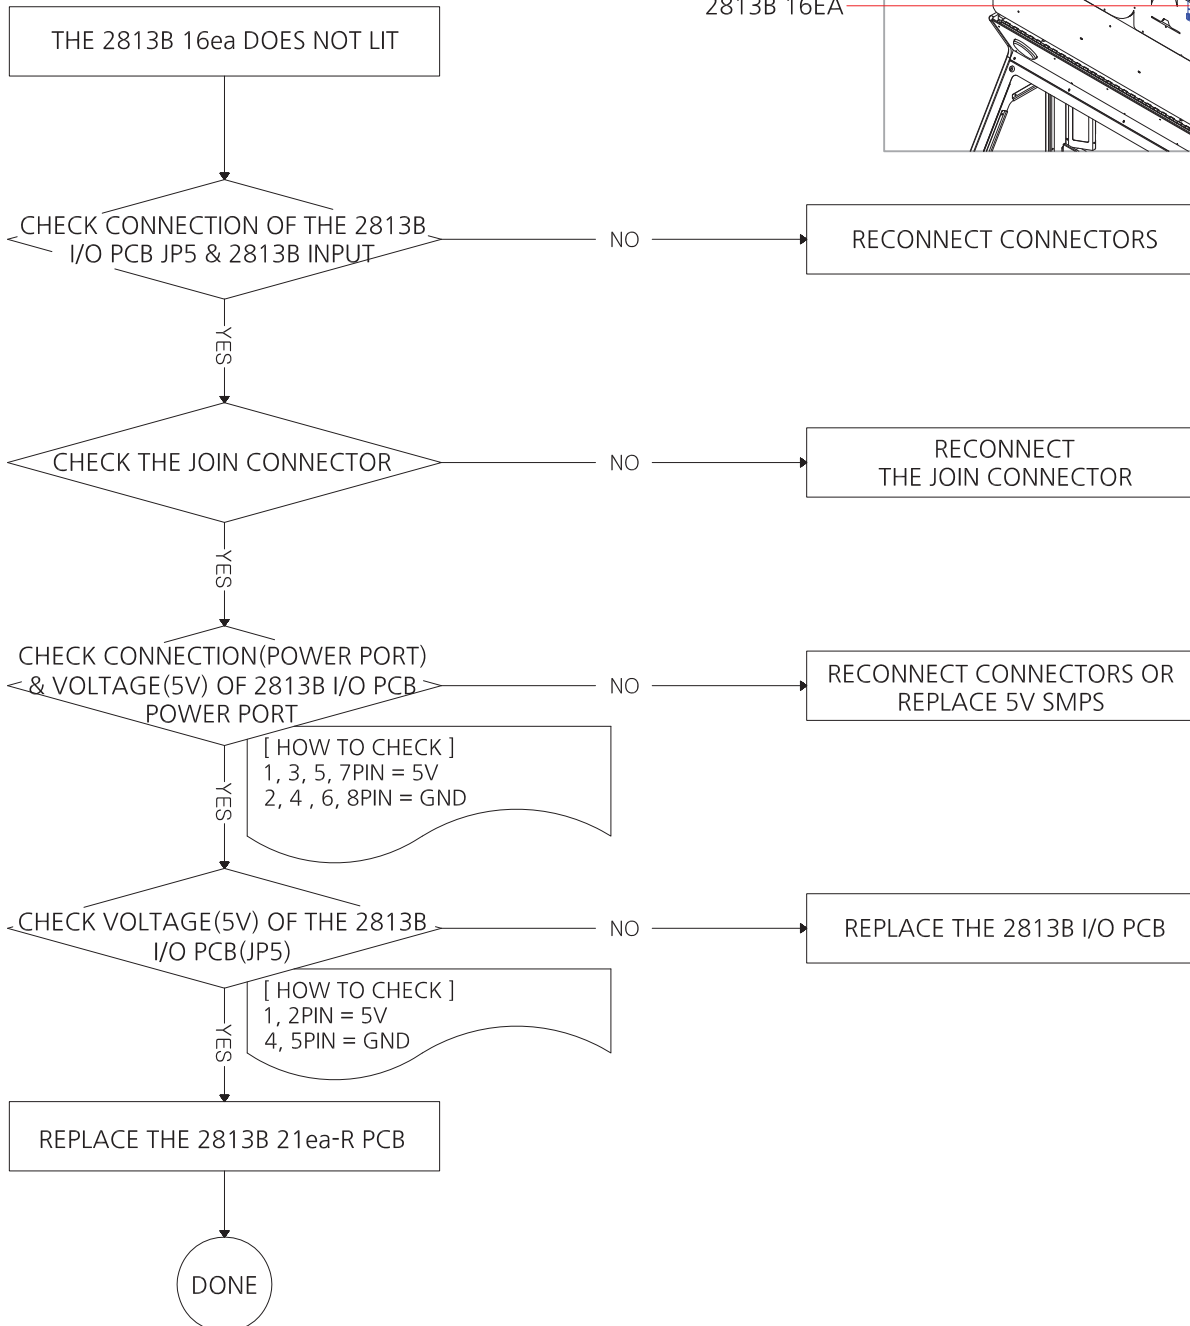 2813B 16EA
THE 2813B 16ea DOES NOT LIT
CHECK CONNECTION OF THE 2813B
I/O PCB JP5 & 2813B INPUT
NO
RECONNECT CONNECTORS
YES
CHECK THE JOIN CONNECTOR
NO
RECONNECT
THE JOIN CONNECTOR
YES
CHECK CONNECTION(POWER PORT)
& VOLTAGE(5V) OF 2813B I/O PCB
POWER PORT
NO
RECONNECT CONNECTORS OR
REPLACE 5V SMPS
[ HOW TO CHECK ]
1, 3, 5, 7PIN = 5V
2, 4 , 6, 8PIN = GND
YES
CHECK VOLTAGE(5V) OF THE 2813B
I/O PCB(JP5)
NO
REPLACE THE 2813B I/O PCB
[ HOW TO CHECK ]
1, 2PIN = 5V
4, 5PIN = GND
YES
REPLACE THE 2813B 21ea-R PCB
DONE